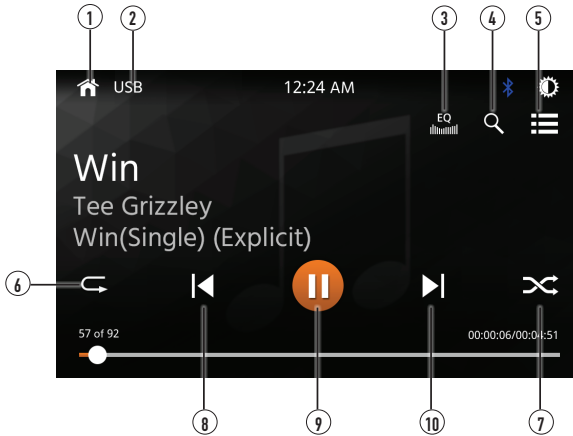 1 2 3 4 5
USB 12:24 AM
EQ
Win
Tee Grizzley
Win(Single) (Explicit)
6
57 of 92 00:00:06/00:04:51
8 9 10 7